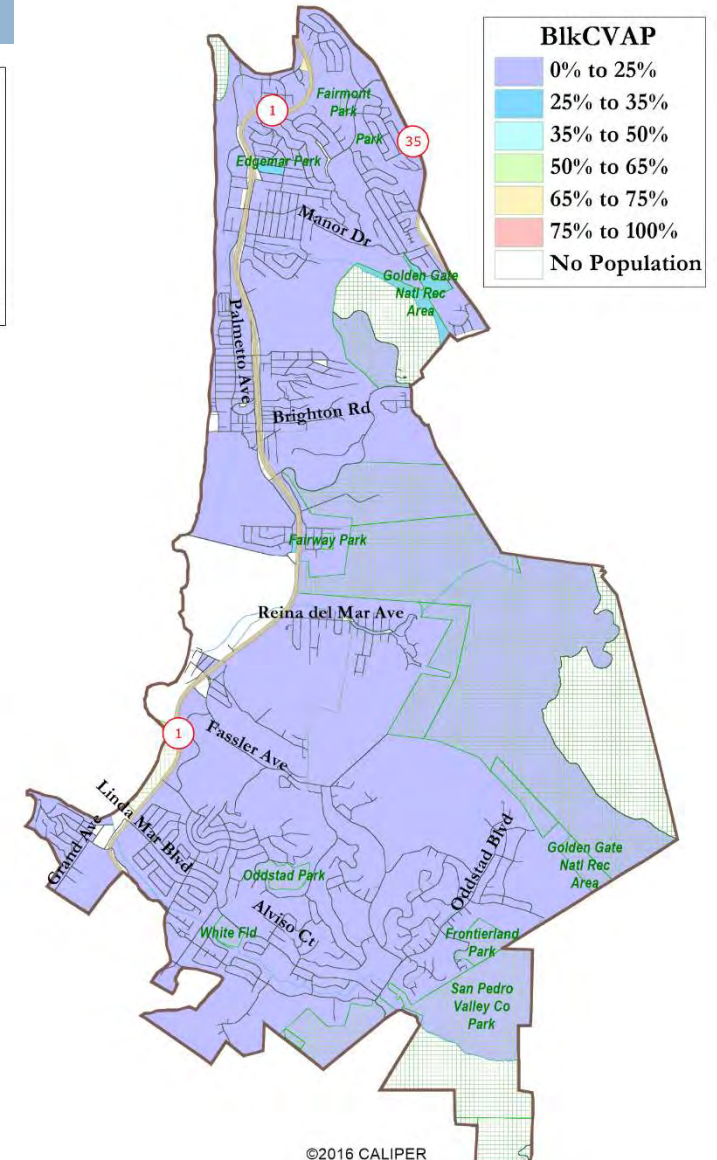 BlkCVAP
0% to 25%
25% to 35%
35% to 50%
50% to 65%
65% to 75%
75% to 100%
No Population
Fairmont
Park
1
Park
35
Edgemar Park
Manor Dr
Golden Gate
Natl Rec
Area
Palmetto Ave
Brighton Rd
Fairway Park
Reina del Mar Ave
1
Fassler Ave
Linda Mar Blvd
Grand Ave
Oddstad Blvd
Golden Gate
Natl Rec
Area
Oddstad Park
Alviso Ct
White Fld
Frontierland
Park
San Pedro
Valley Co
Park
©2016 CALIPER